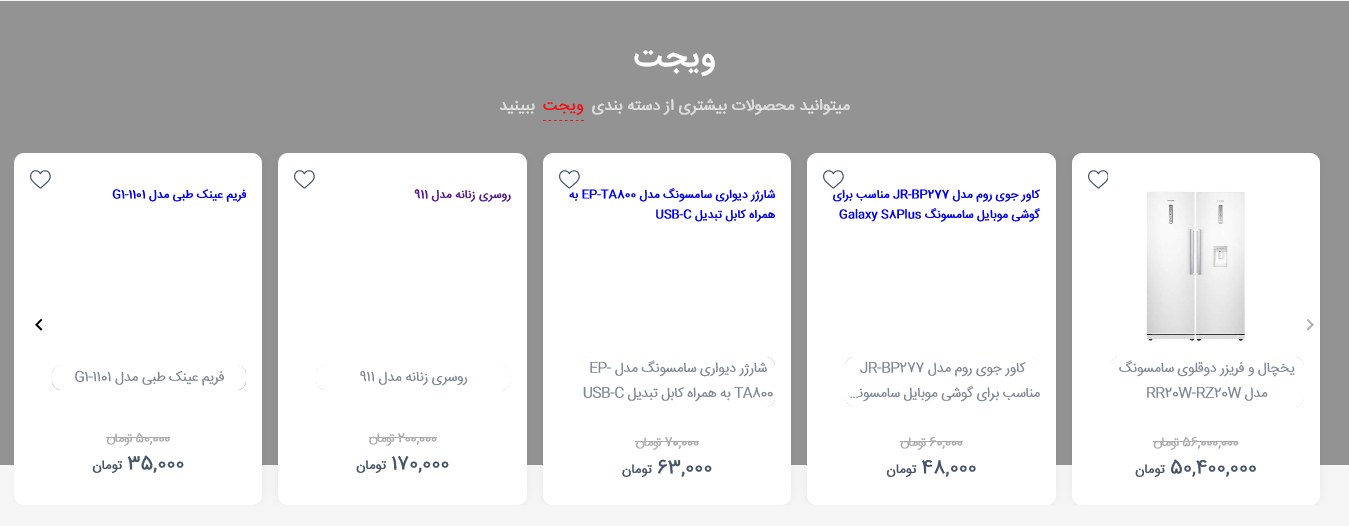 ویجت
میتوانید محصولات بیشتری از دسته بندی ویجت ببینید
یخچال و فریزر دوقلوی سامسونگ
مدل RR۲۰W-RZ۲۰W
۵۶,۰۰۰,۰۰۰ تومان
۵۰,۴۰۰,۰۰۰ تومان
کاور جوی روم مدل JR-BP۲۷۷ مناسب برای
گوشی موبایل سامسونگ Galaxy S۸Plus
کاور جوی روم مدل JR-BP۲۷۷
مناسب برای گوشی موبایل سامسون...
۶۰,۰۰۰ تومان
۴۸,۰۰۰ تومان
شارژر دیواری سامسونگ مدل EP-TA۸۰۰ به
همراه کابل تبدیل USB-C
شارژر دیواری سامسونگ مدل EP-
TA۸۰۰ به همراه کابل تبدیل USB-C
۷۰,۰۰۰ تومان
۶۳,۰۰۰ تومان
روسری زنانه مدل ۹۱۱
روسری زنانه مدل ۹۱۱
۲۰۰,۰۰۰ تومان
۱۷۰,۰۰۰ تومان
فریم عینک طبی مدل G۱-۱۱۰۱
فریم عینک طبی مدل G۱-۱۱۰۱
۵۰,۰۰۰ تومان
۳۵,۰۰۰ تومان